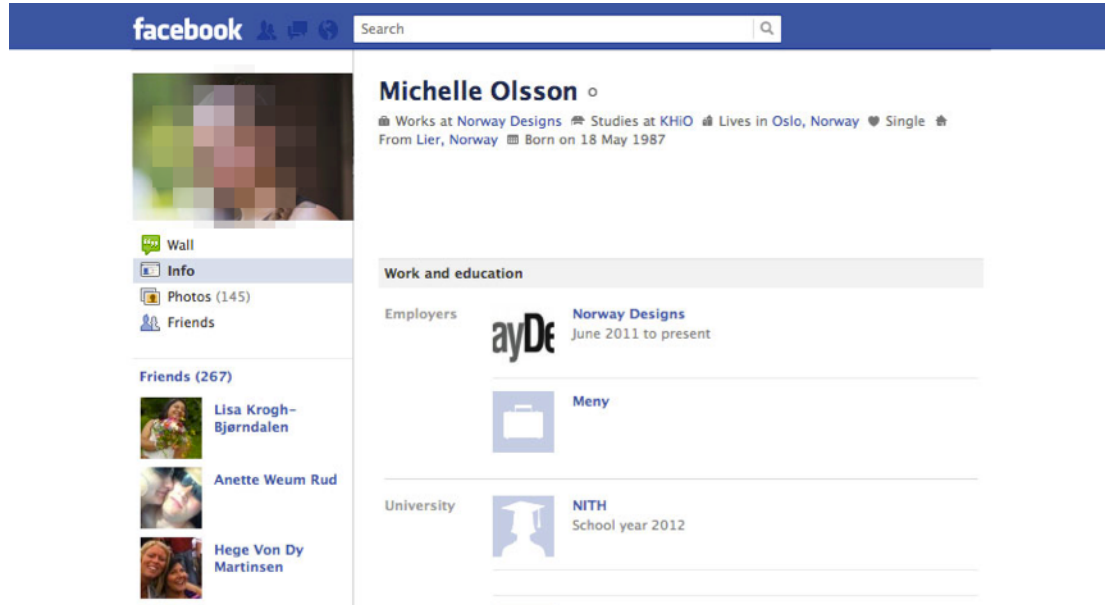 facebook
Search
Michelle Olsson
Works at Norway Designs Studies at KHiO Lives in Oslo, Norway Single
From Lier, Norway Born on 18 May 1987
Wall
Info
Photos (145)
Friends
Friends (267)
Lisa Krogh-
Bjørndalen
Anette Weum Rud
Hege Von Dy
Martinsen
Work and education
Employers
ayDe
Norway Designs
June 2011 to present
Meny
University
NITH
School year 2012